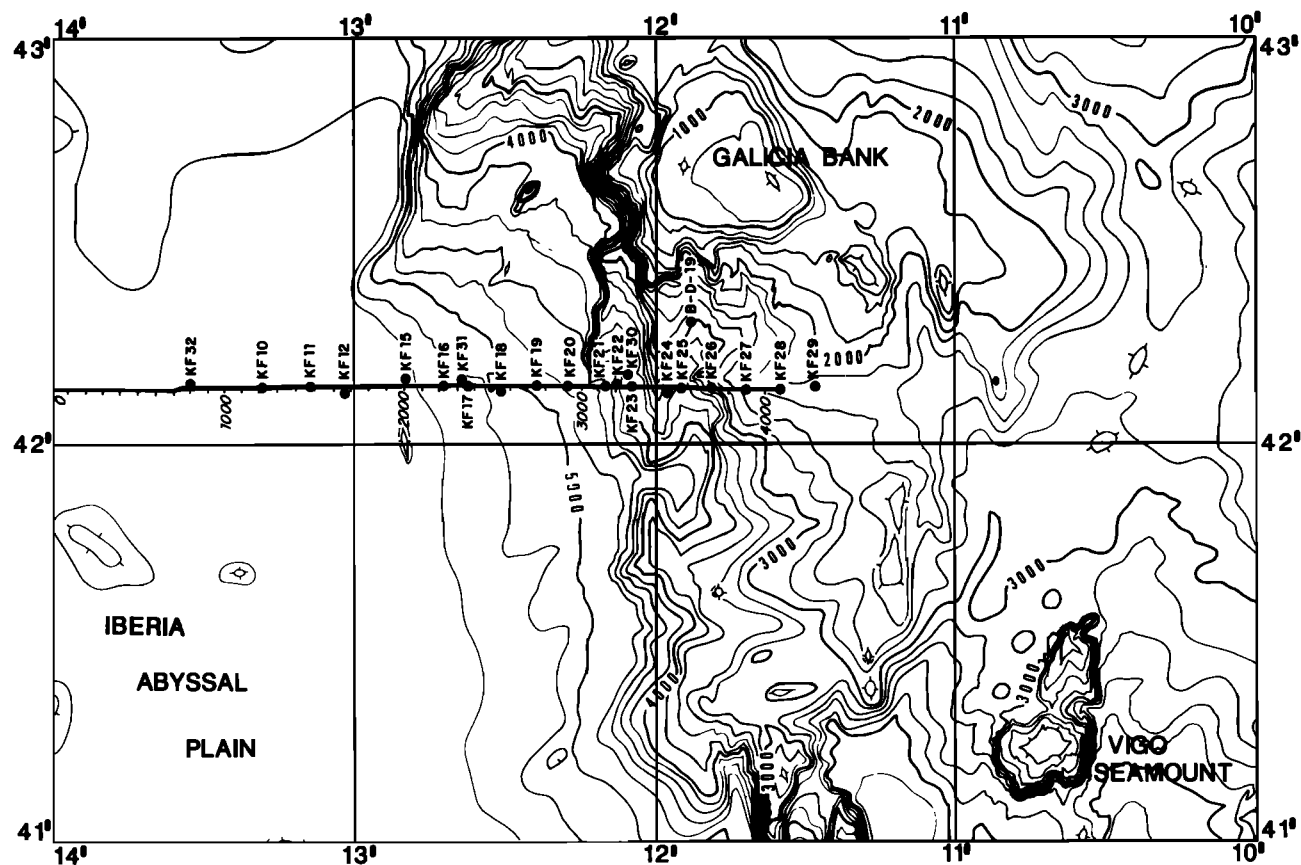 14° 13° 12° 11° 10°
43° 43°
4000
1000
2000
3000
GALICIA BANK
B-D-19
2000
KF32 KF10 KF11 KF12 KF15 KF16 KF31 KF18 KF19 KF20 KF21 KF22 KF30 KF24 KF25 KF26 KF27 KF28 KF29
KF17 KF23
0 1000 2000 3000 4000
42° 42°
5000
3000
3000
IBERIA
ABYSSAL
PLAIN
4000
3000
3000
VIGO
SEAMOUNT
41° 41°
14° 13° 12° 11° 10°